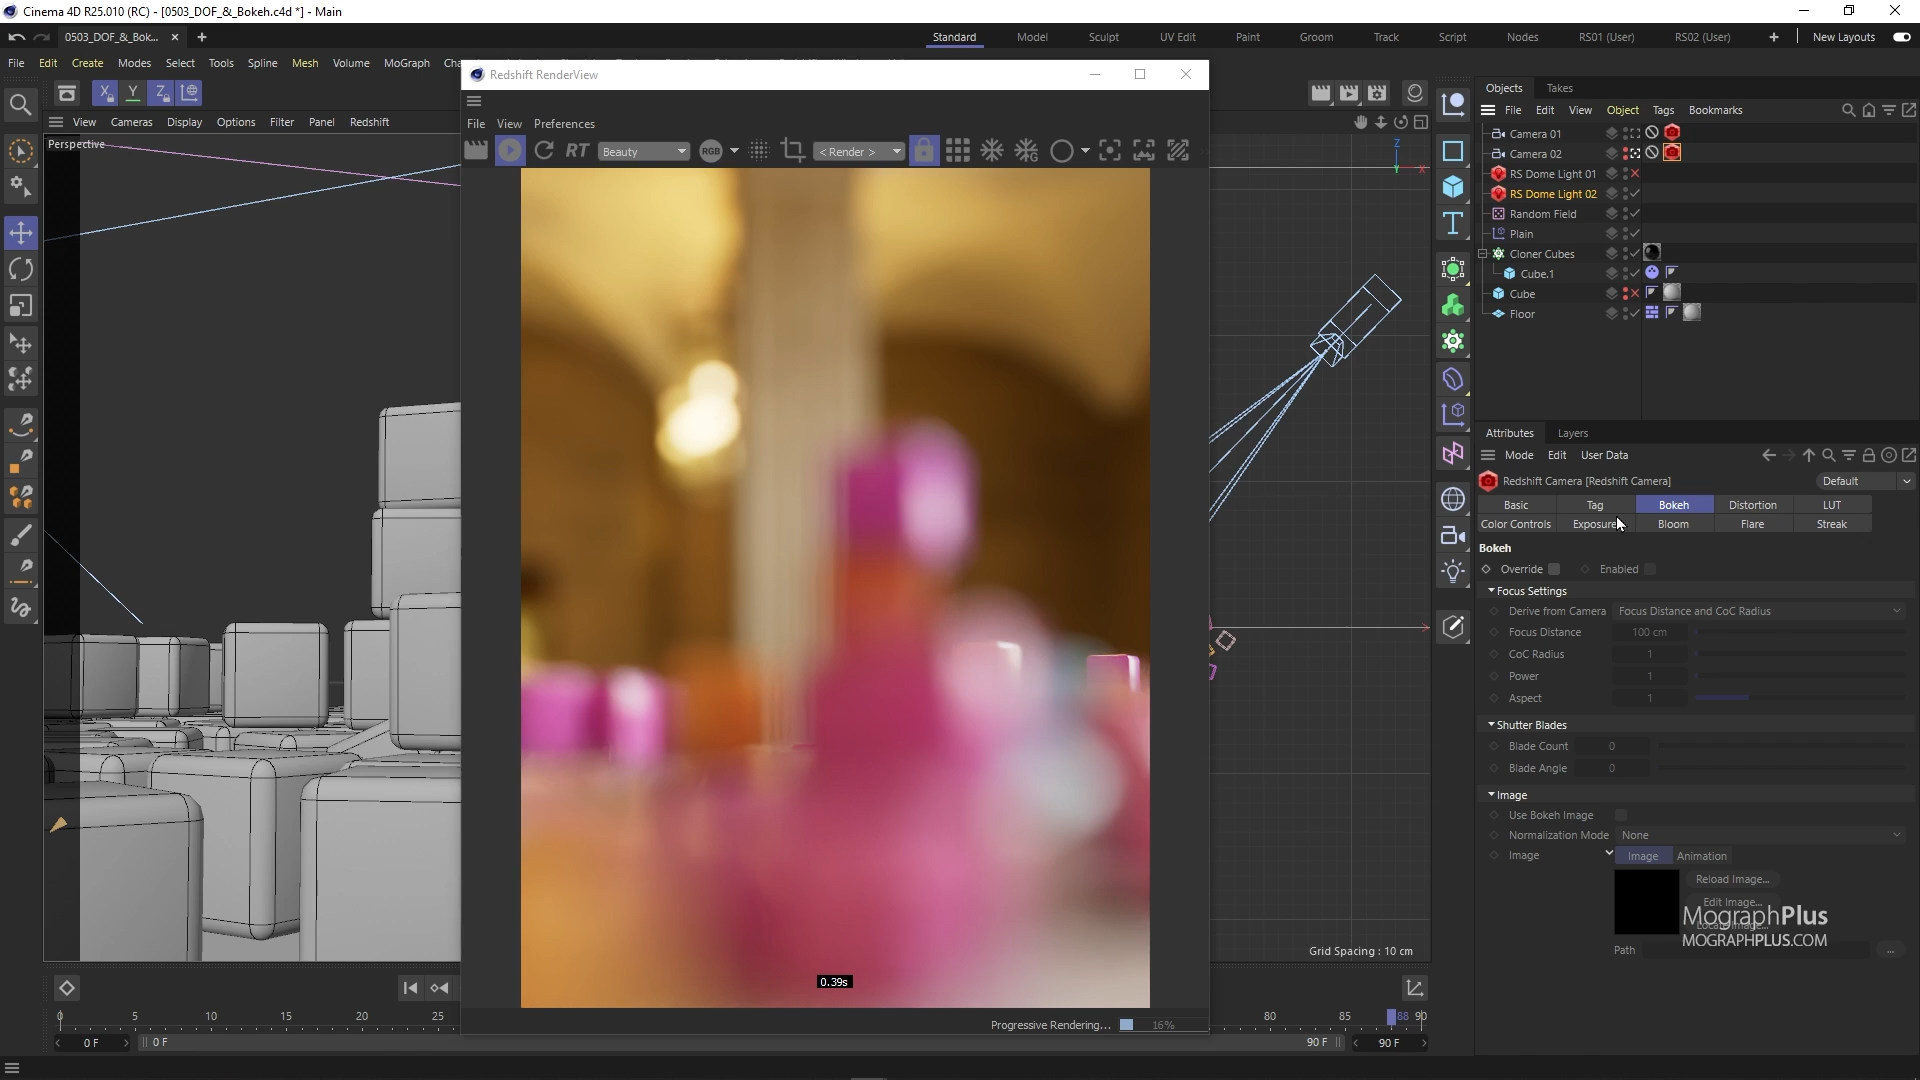 Cinema 4D R25.010 (RC) - [0503_DOF_&_Bokeh.c4d *] - Main
0503_DOF_&_Bok...
Standard Model Sculpt UV Edit Paint Groom Track Script Nodes RS01 (User) RS02 (User) New Layouts
File Edit Create Modes Select Tools Spline Mesh Volume MoGraph Cha
Redshift RenderView
X Y Z
View Cameras Display Options Filter Panel Redshift
Perspective
File View Preferences
RT Beauty RGB < Render >
Z
Y X
Grid Spacing : 10 cm
0.39s
Progressive Rendering... 16%
Objects Takes
File Edit View Object Tags Bookmarks
Camera 01
Camera 02
RS Dome Light 01
RS Dome Light 02
Random Field
Plain
Cloner Cubes
Cube.1
Cube
Floor
Attributes Layers
Mode Edit User Data
Redshift Camera [Redshift Camera] Default
Basic Tag Bokeh Distortion LUT
Color Controls Exposure Bloom Flare Streak
Bokeh
Override Enabled
Focus Settings
Derive from Camera Focus Distance and CoC Radius
Focus Distance 100 cm
CoC Radius 1
Power 1
Aspect 1
Shutter Blades
Blade Count 0
Blade Angle 0
Image
Use Bokeh Image
Normalization Mode None
Image Image Animation
Reload Image...
Edit Image...
Locate Image...
MographPlus
MOGRAPHPLUS.COM
Path ...
0 5 10 15 20 25 80 85 88 90
0 F 0 F 90 F 90 F